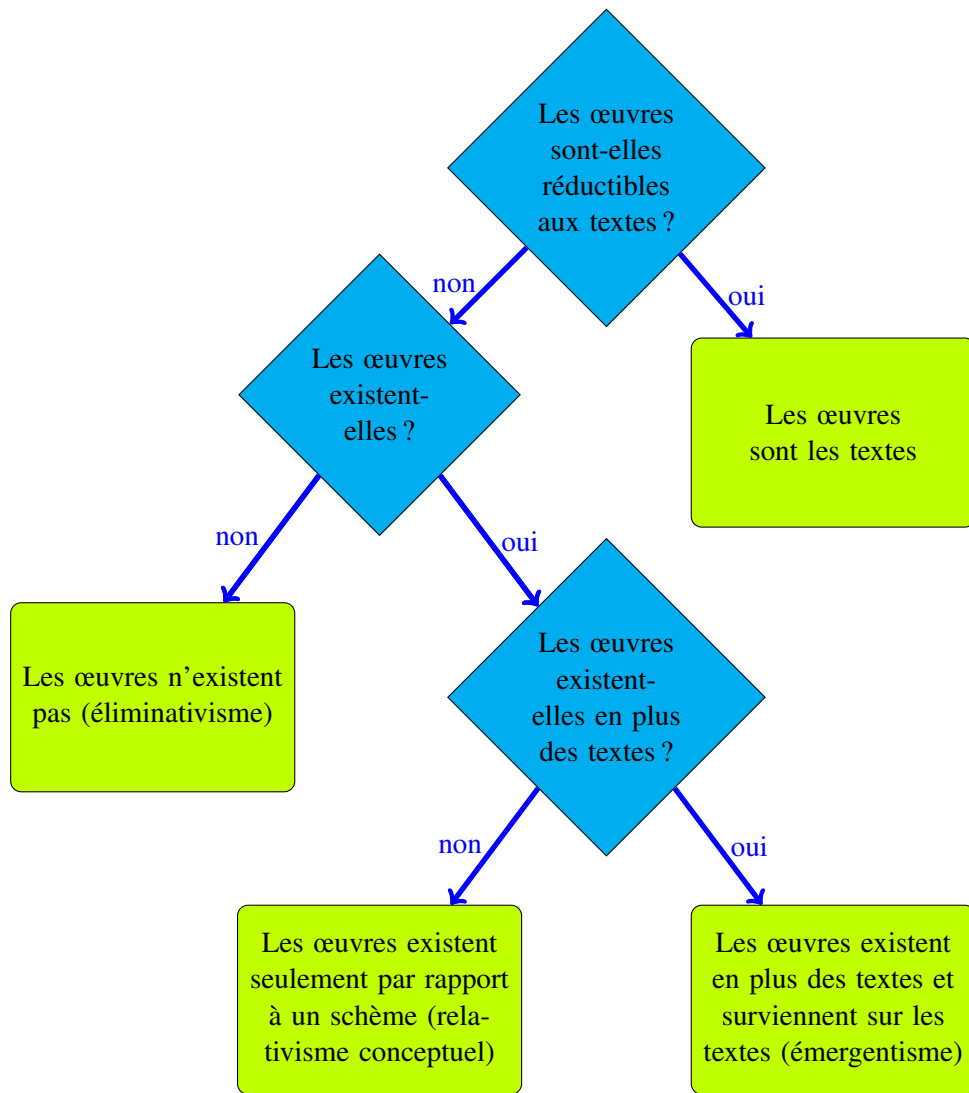 Les œuvres
sont-elles
réductibles
aux textes ?
non
oui
Les œuvres
existent-
elles ?
Les œuvres
sont les textes
non
oui
Les œuvres n'existent
pas (éliminativisme)
Les œuvres
existent-
elles en plus
des textes ?
non
oui
Les œuvres existent
seulement par rapport
à un schème (rela-
tivisme conceptuel)
Les œuvres existent
en plus des textes et
surviennent sur les
textes (émergentisme)